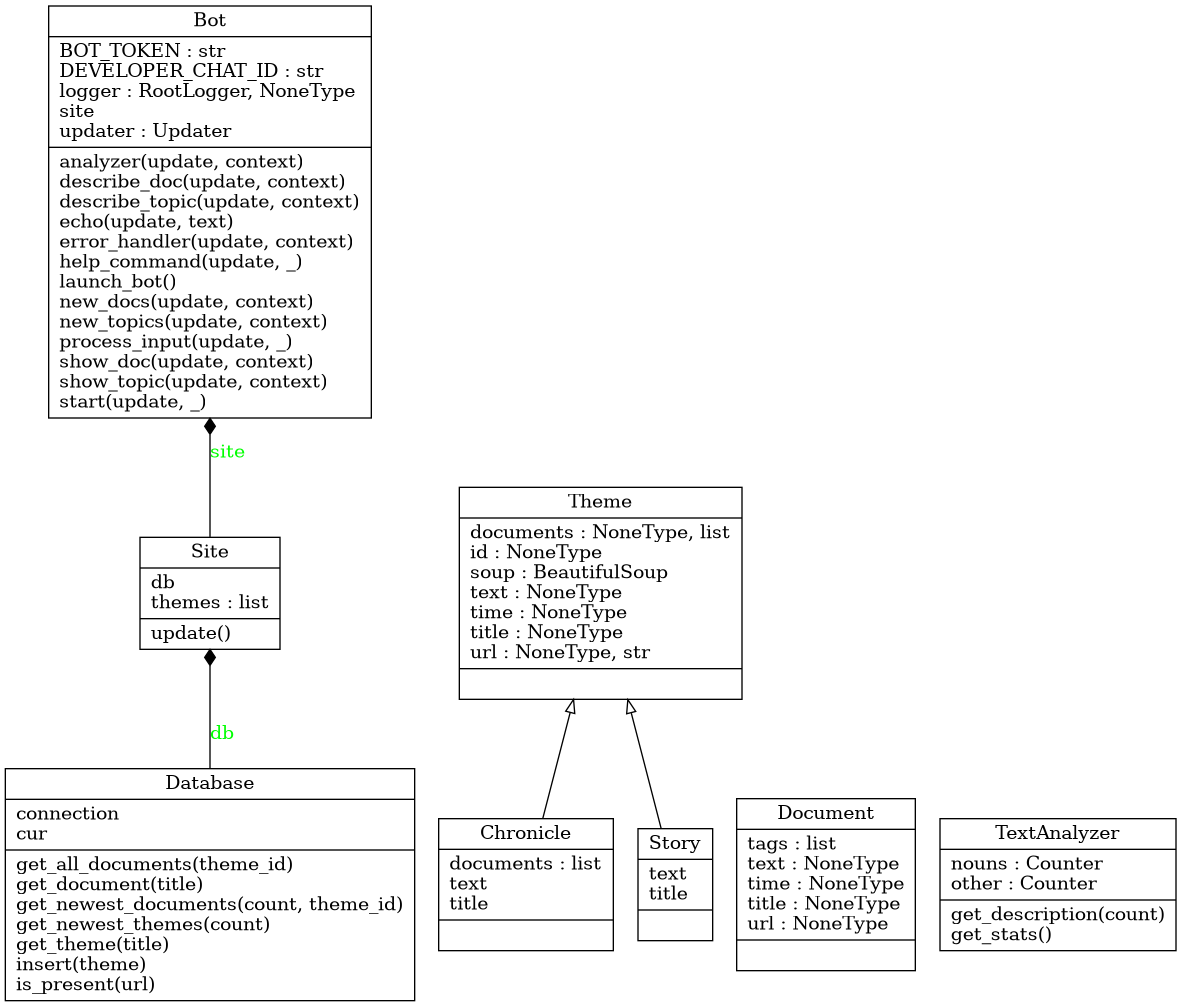 Bot
BOT_TOKEN : str
DEVELOPER_CHAT_ID : str
logger : RootLogger, NoneType
site
updater : Updater
analyzer(update, context)
describe_doc(update, context)
describe_topic(update, context)
echo(update, text)
error_handler(update, context)
help_command(update, _)
launch_bot()
new_docs(update, context)
new_topics(update, context)
process_input(update, _)
show_doc(update, context)
show_topic(update, context)
start(update, _)
site
Site
db
themes : list
update()
db
Database
connection
cur
get_all_documents(theme_id)
get_document(title)
get_newest_documents(count, theme_id)
get_newest_themes(count)
get_theme(title)
insert(theme)
is_present(url)
Theme
documents : NoneType, list
id : NoneType
soup : BeautifulSoup
text : NoneType
time : NoneType
title : NoneType
url : NoneType, str
Chronicle
documents : list
text
title
Story
text
title
Document
tags : list
text : NoneType
time : NoneType
title : NoneType
url : NoneType
TextAnalyzer
nouns : Counter
other : Counter
get_description(count)
get_stats()